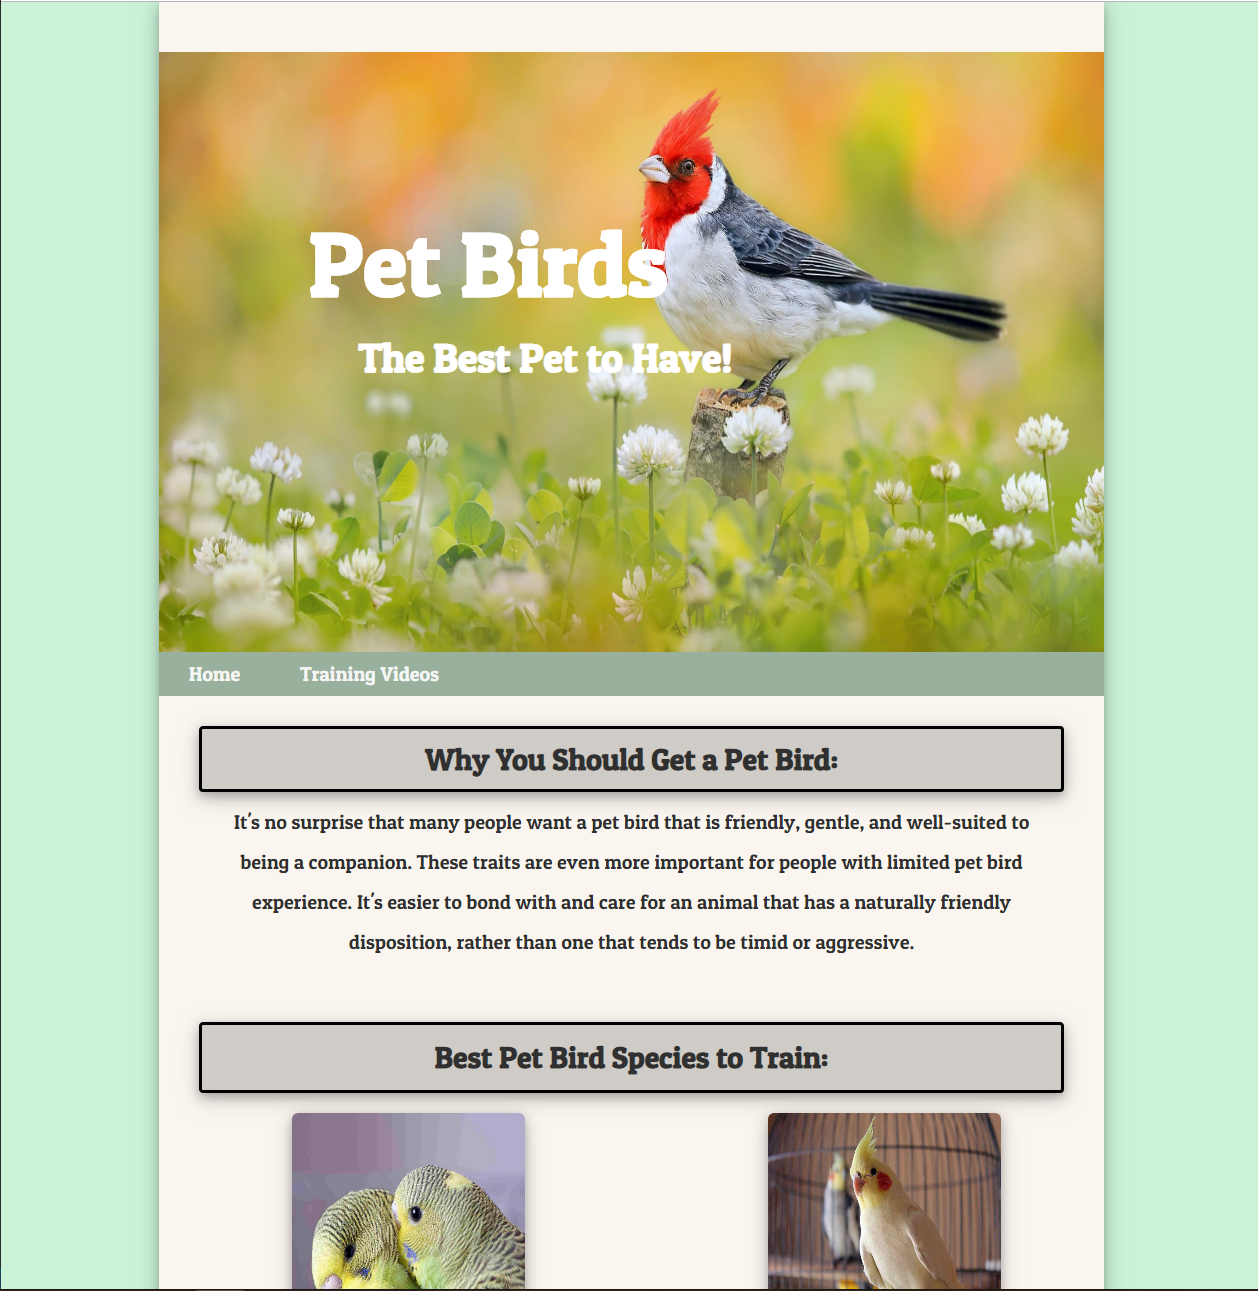 Pet Birds
The Best Pet to Have!
Home Training Videos
Why You Should Get a Pet Bird:
It's no surprise that many people want a pet bird that is friendly, gentle, and well-suited to
being a companion. These traits are even more important for people with limited pet bird
experience. It's easier to bond with and care for an animal that has a naturally friendly
disposition, rather than one that tends to be timid or aggressive.
Best Pet Bird Species to Train: